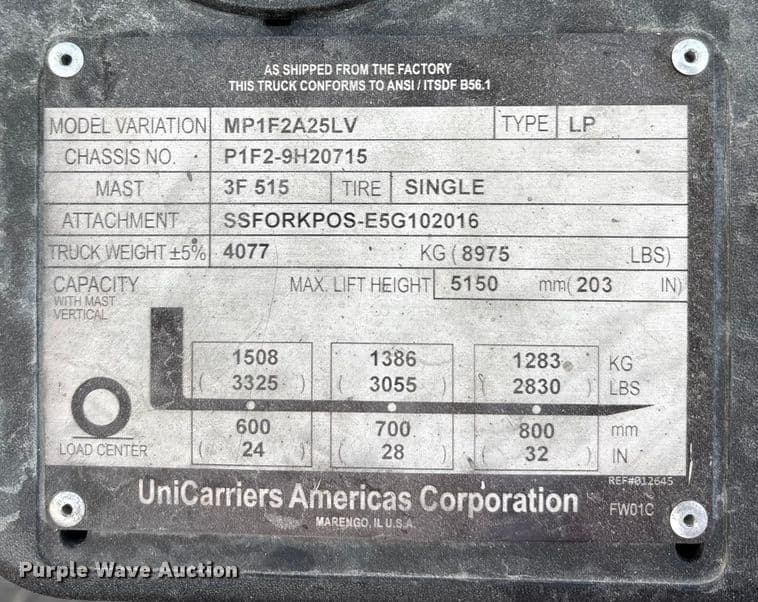 AS SHIPPED FROM THE FACTORY
THIS TRUCK CONFORMS TO ANSI / ITSDF B56.1
MODEL VARIATION MP1F2A25LV TYPE LP
CHASSIS NO. P1F2-9H20715
MAST 3F 515 TIRE SINGLE
ATTACHMENT SSFORKPOS-E5G102016
TRUCK WEIGHT ±5% 4077 KG ( 8975 LBS)
CAPACITY MAX. LIFT HEIGHT 5150 mm( 203 IN)
WITH MAST
VERTICAL
1508 1386 1283 KG
( 3325 ) ( 3055 ) ( 2830 ) LBS
600 700 800 mm
LOAD CENTER ( 24 ) ( 28 ) ( 32 ) IN
REF#012645
UniCarriers Americas Corporation
MARENGO, IL U.S.A.
FW01C
Purple Wave Auction